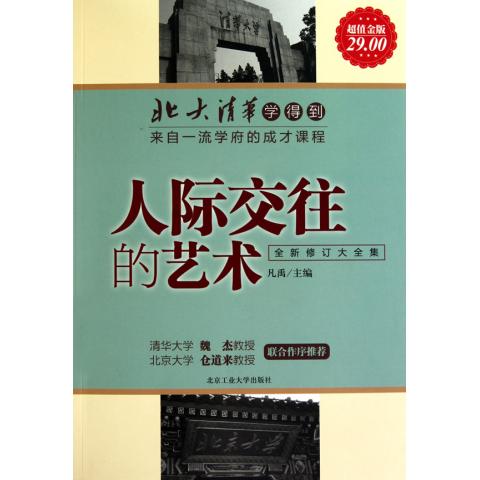 清华大学
超值金版
29.00
北大清华学得到
来自一流学府的成才课程
人际交往
的艺术
全新修订大全集
凡禹/主编
清华大学 魏 杰教授
北京大学 仓道来教授
联合作序推荐
北京工业大学出版社
北京大学